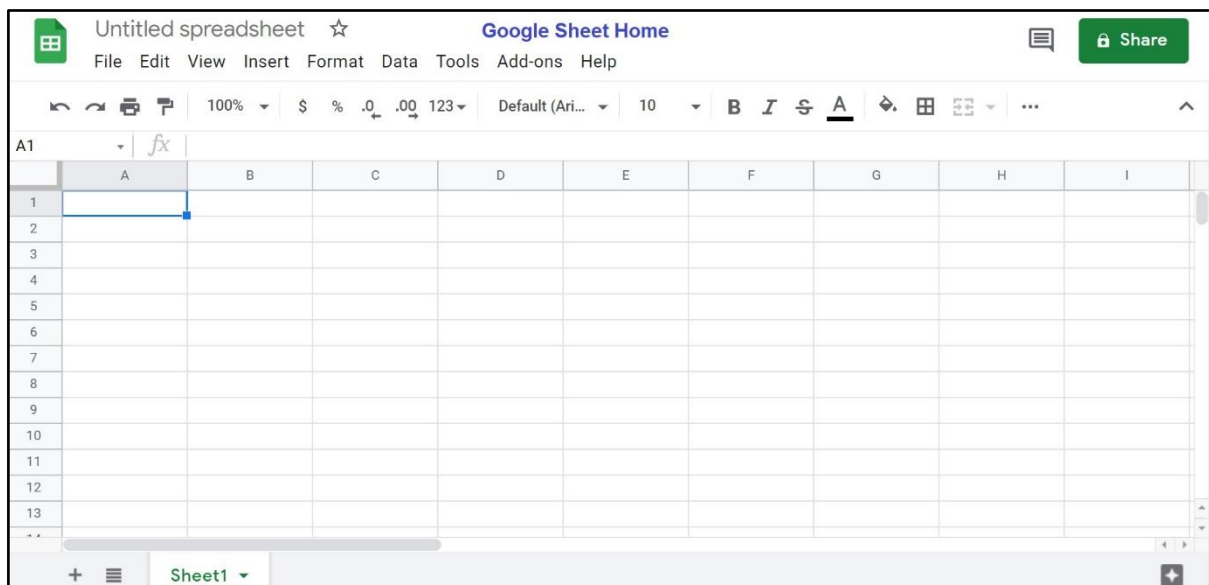 Untitled spreadsheet Google Sheet Home
Share
File Edit View Insert Format Data Tools Add-ons Help
100% $ % .0 .00 123 Default (Ari... 10 B I S A ...
A1 fx
A B C D E F G H I
1
2
3
4
5
6
7
8
9
10
11
12
13
+ Sheet1